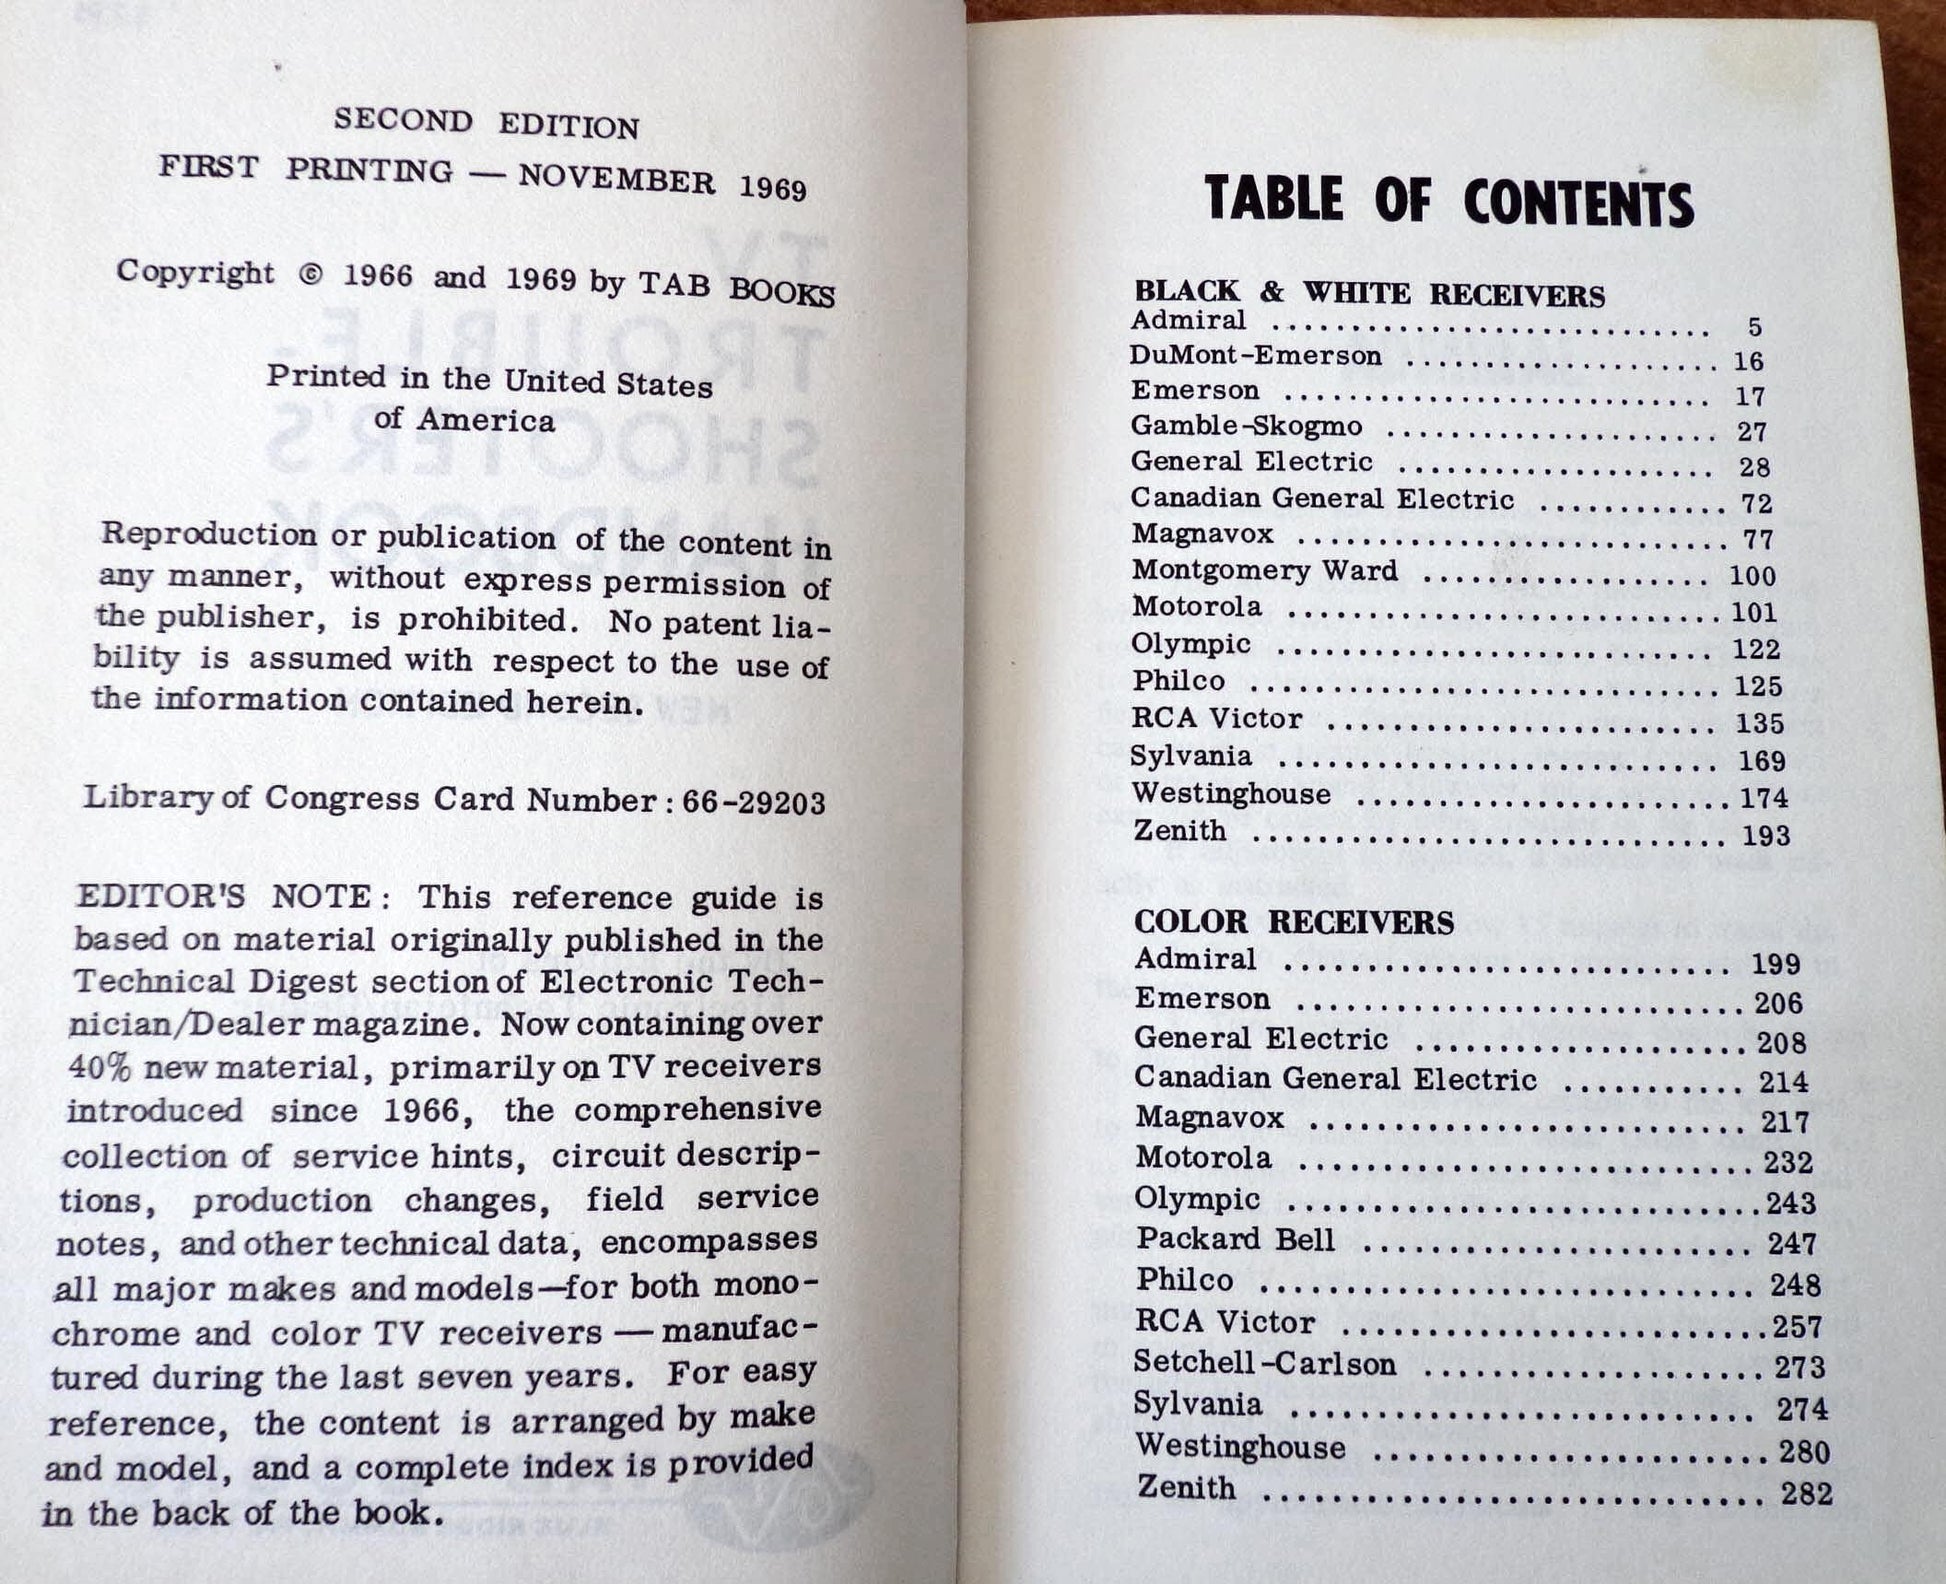 SECOND EDITION
FIRST PRINTING — NOVEMBER 1969
Copyright © 1966 and 1969 by TAB BOOKS
Printed in the United States
of America
Reproduction or publication of the content in
any manner, without express permission of
the publisher, is prohibited. No patent lia-
bility is assumed with respect to the use of
the information contained herein.
Library of Congress Card Number: 66-29203
EDITOR'S NOTE: This reference guide is
based on material originally published in the
Technical Digest section of Electronic Tech-
nician/Dealer magazine. Now containing over
40% new material, primarily on TV receivers
introduced since 1966, the comprehensive
collection of service hints, circuit descrip-
tions, production changes, field service
notes, and other technical data, encompasses
all major makes and models—for both mono-
chrome and color TV receivers — manufac-
tured during the last seven years. For easy
reference, the content is arranged by make
and model, and a complete index is provided
in the back of the book.
TABLE OF CONTENTS
BLACK & WHITE RECEIVERS
Admiral ............................ 5
DuMont-Emerson .................... 16
Emerson ........................... 17
Gamble-Skogmo ..................... 27
General Electric .................... 28
Canadian General Electric ............ 72
Magnavox ........................... 77
Montgomery Ward .................. 100
Motorola ........................... 101
Olympic ........................... 122
Philco ............................. 125
RCA Victor ........................ 135
Sylvania ........................... 169
Westinghouse ....................... 174
Zenith ............................. 193
COLOR RECEIVERS
Admiral ........................... 199
Emerson .......................... 206
General Electric .................... 208
Canadian General Electric ........... 214
Magnavox .......................... 217
Motorola ........................... 232
Olympic ........................... 243
Packard Bell ....................... 247
Philco ............................. 248
RCA Victor ......................... 257
Setchell-Carlson .................... 273
Sylvania ........................... 274
Westinghouse ....................... 280
Zenith ............................. 282